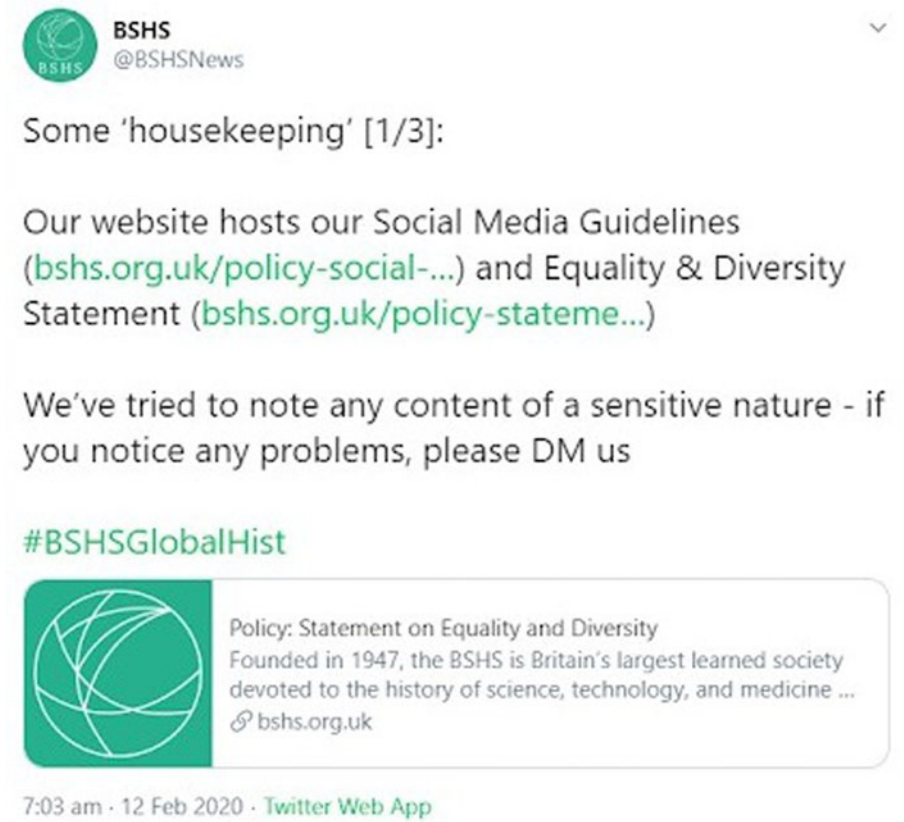 BSHS
BSHS
@BSHSNews
Some ‘housekeeping’ [1/3]:
Our website hosts our Social Media Guidelines
(bshs.org.uk/policy-social-...) and Equality & Diversity
Statement (bshs.org.uk/policy-stateme...)
We’ve tried to note any content of a sensitive nature - if
you notice any problems, please DM us
#BSHSGlobalHist
Policy: Statement on Equality and Diversity
Founded in 1947, the BSHS is Britain's largest learned society
devoted to the history of science, technology, and medicine ...
bshs.org.uk
7:03 am · 12 Feb 2020 · Twitter Web App